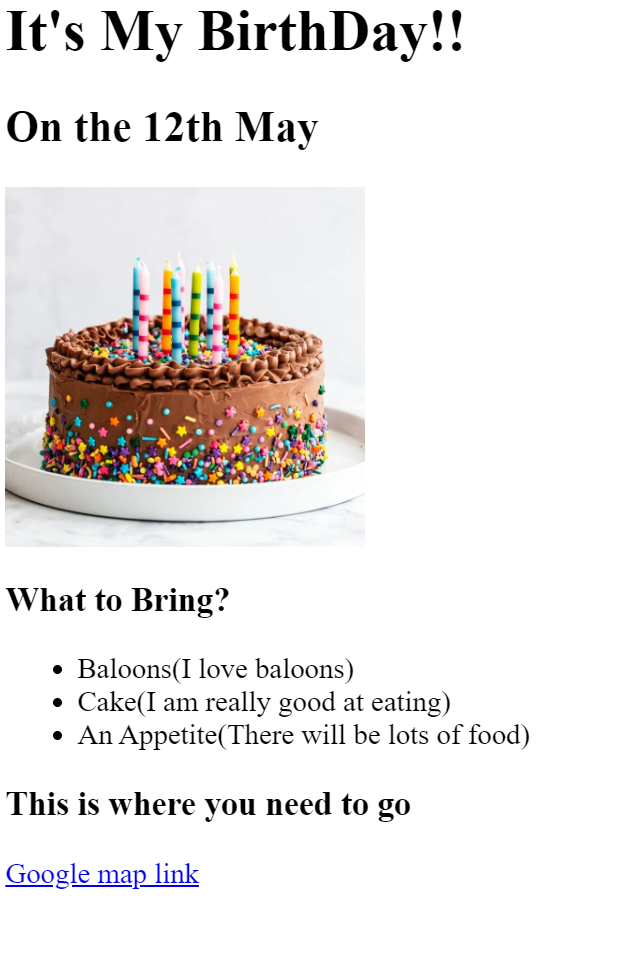 It's My BirthDay!!
On the 12th May
What to Bring?
Baloons(I love baloons)
Cake(I am really good at eating)
An Appetite(There will be lots of food)
This is where you need to go
Google map link